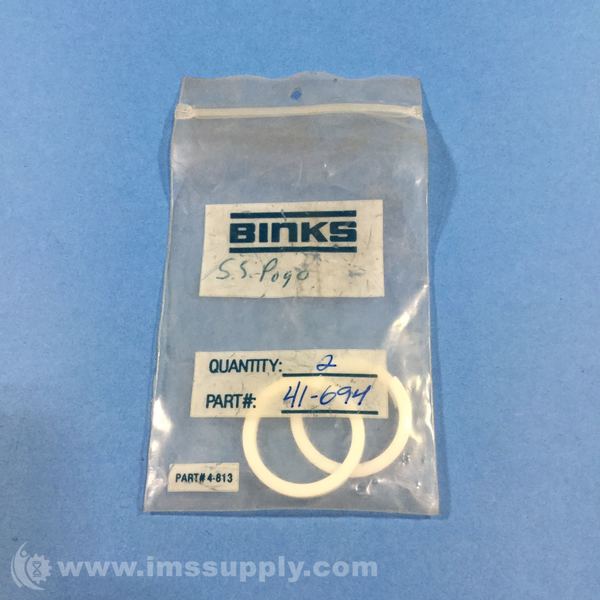 BINKS
S.S. Pogo
QUANTITY: 2
PART#: 41-694
PART# 4-813
www.imssupply.com